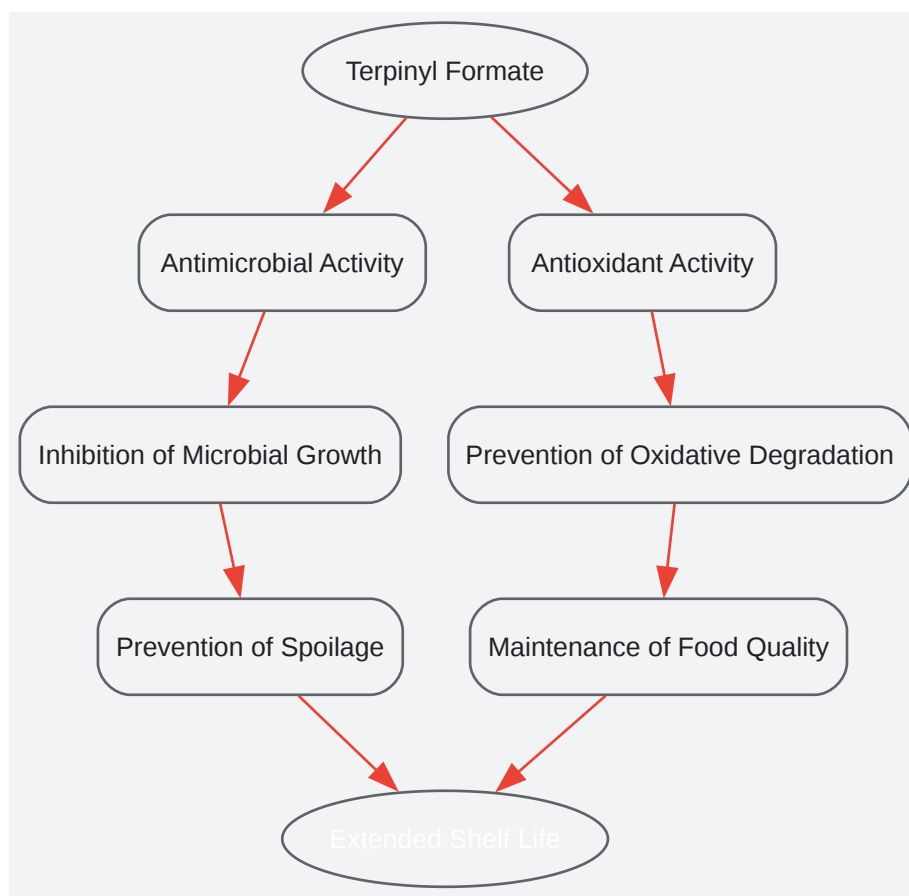 Terpinyl Formate
Antimicrobial Activity
Antioxidant Activity
Inhibition of Microbial Growth
Prevention of Oxidative Degradation
Prevention of Spoilage
Maintenance of Food Quality
Extended Shelf Life